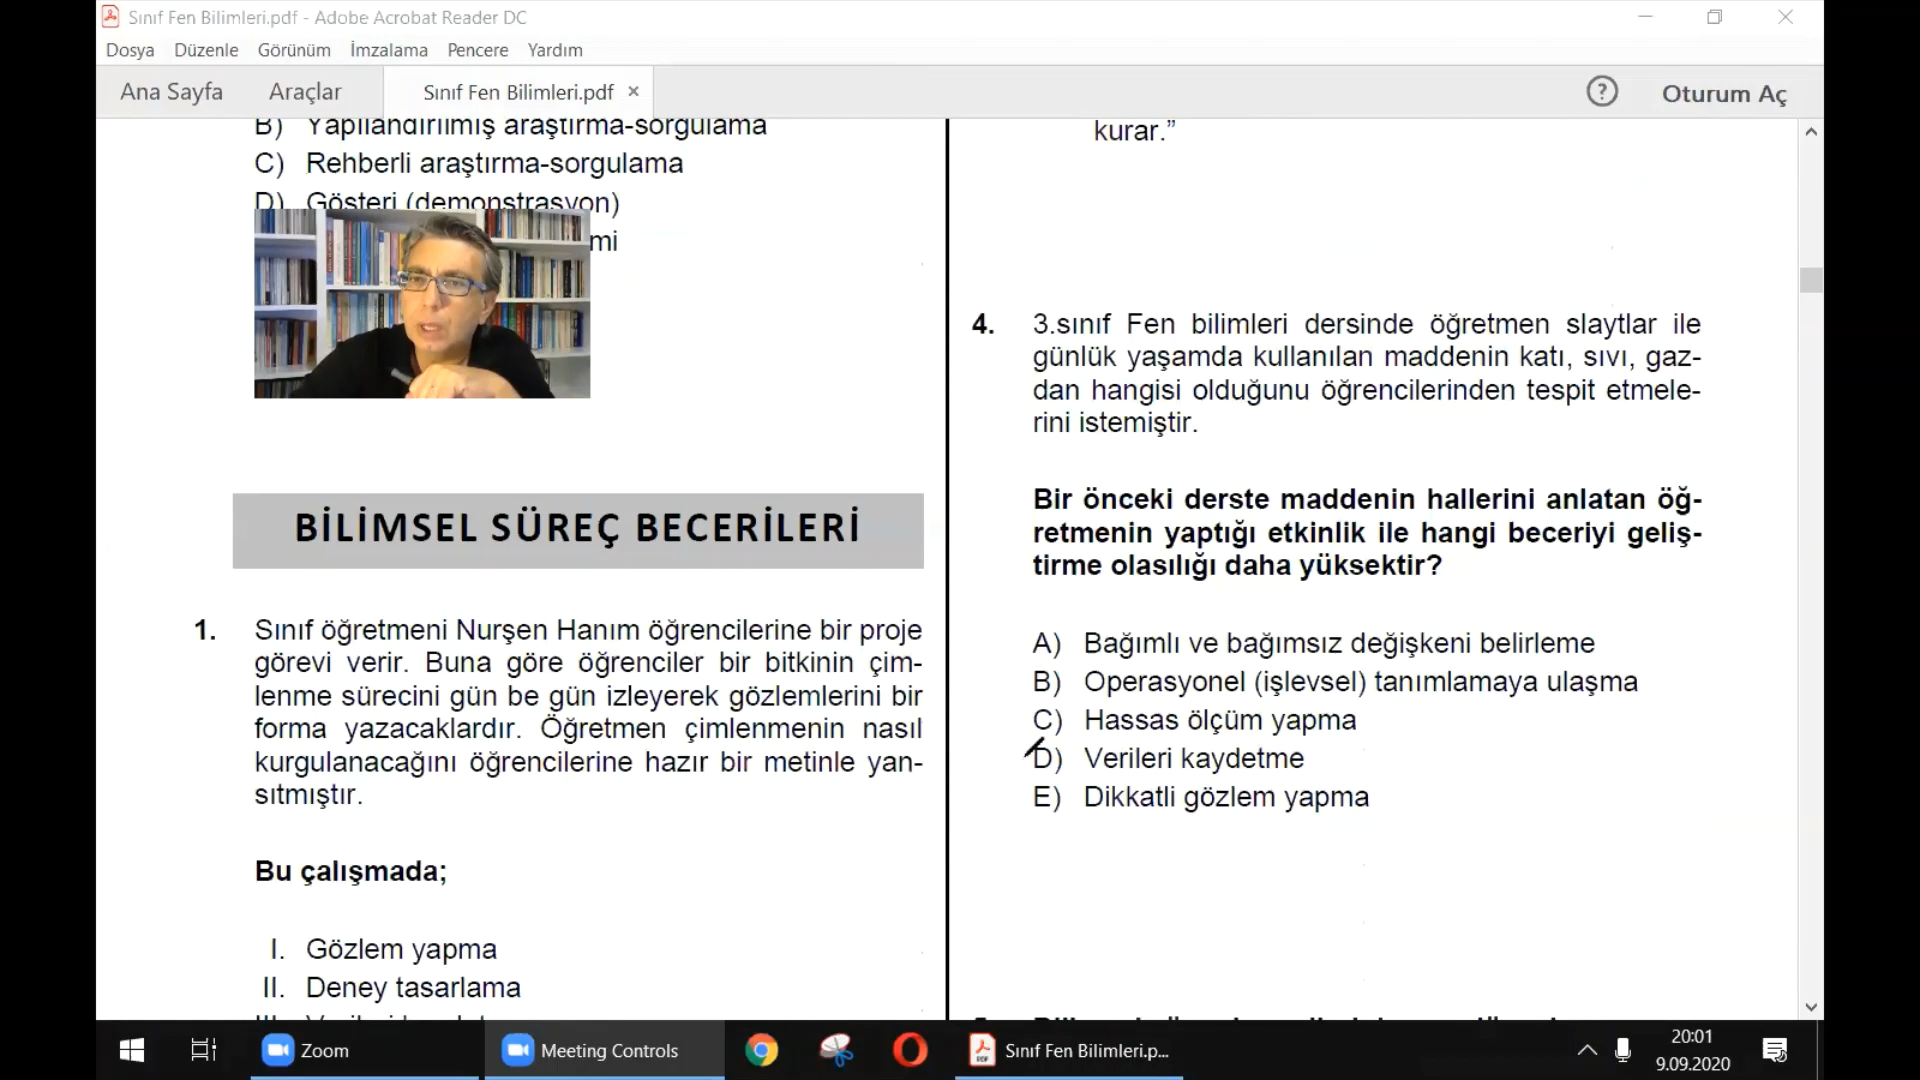 Sınıf Fen Bilimleri.pdf - Adobe Acrobat Reader DC
Dosya Düzenle Görünüm İmzalama Pencere Yardım
Ana Sayfa Araçlar Sınıf Fen Bilimleri.pdf × ? Oturum Aç
B) Yapılandırılmış araştırma-sorgulama
C) Rehberli araştırma-sorgulama
D) Gösteri (demonstrasyon)
mi
BİLİMSEL SÜREÇ BECERİLERİ
1. Sınıf öğretmeni Nurşen Hanım öğrencilerine bir proje
görevi verir. Buna göre öğrenciler bir bitkinin çim-
lenme sürecini gün be gün izleyerek gözlemlerini bir
forma yazacaklardır. Öğretmen çimlenmenin nasıl
kurgulanacağını öğrencilerine hazır bir metinle yan-
sıtmıştır.
Bu çalışmada;
I. Gözlem yapma
II. Deney tasarlama
kurar.”
4. 3.sınıf Fen bilimleri dersinde öğretmen slaytlar ile
günlük yaşamda kullanılan maddenin katı, sıvı, gaz-
dan hangisi olduğunu öğrencilerinden tespit etmele-
rini istemiştir.
Bir önceki derste maddenin hallerini anlatan öğ-
retmenin yaptığı etkinlik ile hangi beceriyi geliş-
tirme olasılığı daha yüksektir?
A) Bağımlı ve bağımsız değişkeni belirleme
B) Operasyonel (işlevsel) tanımlamaya ulaşma
C) Hassas ölçüm yapma
D) Verileri kaydetme
E) Dikkatli gözlem yapma
Zoom Meeting Controls Sınıf Fen Bilimleri.p...
20:01
9.09.2020